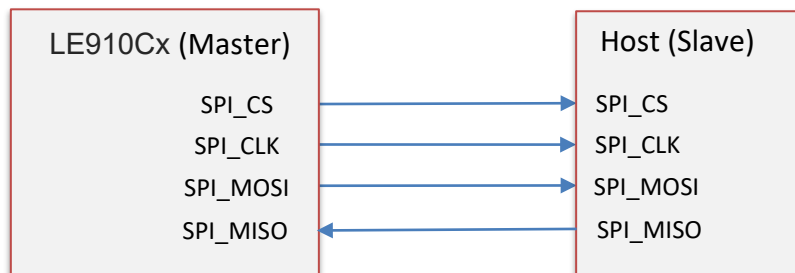 LE910Cx (Master)
Host (Slave)
SPI_CS
SPI_CS
SPI_CLK
SPI_CLK
SPI_MOSI
SPI_MOSI
SPI_MISO
SPI_MISO